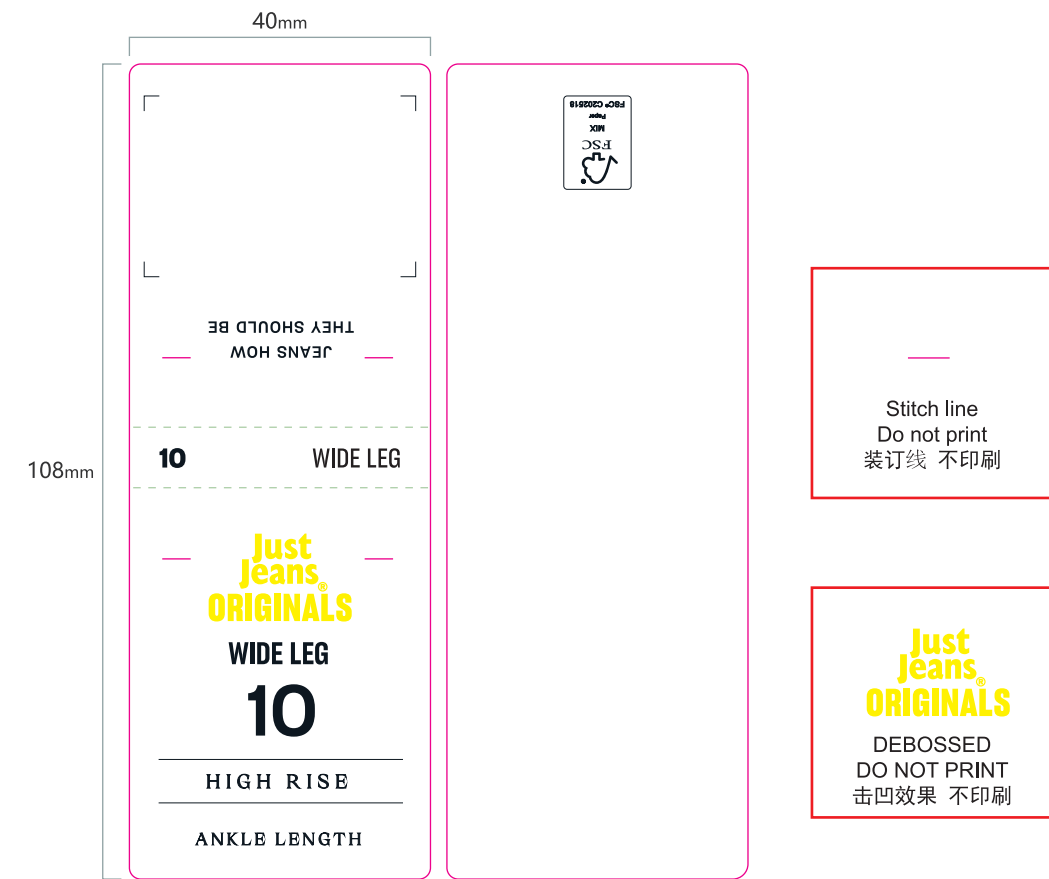 40mm
108mm
THEY SHOULD BE
JEANS HOW
10 WIDE LEG
Just
Jeans®
ORIGINALS
WIDE LEG
10
HIGH RISE
ANKLE LENGTH
FSC® C202518
Paper
MIX
FSC
Stitch line
Do not print
装订线 不印刷
Just
Jeans®
ORIGINALS
DEBOSSED
DO NOT PRINT
击凹效果 不印刷